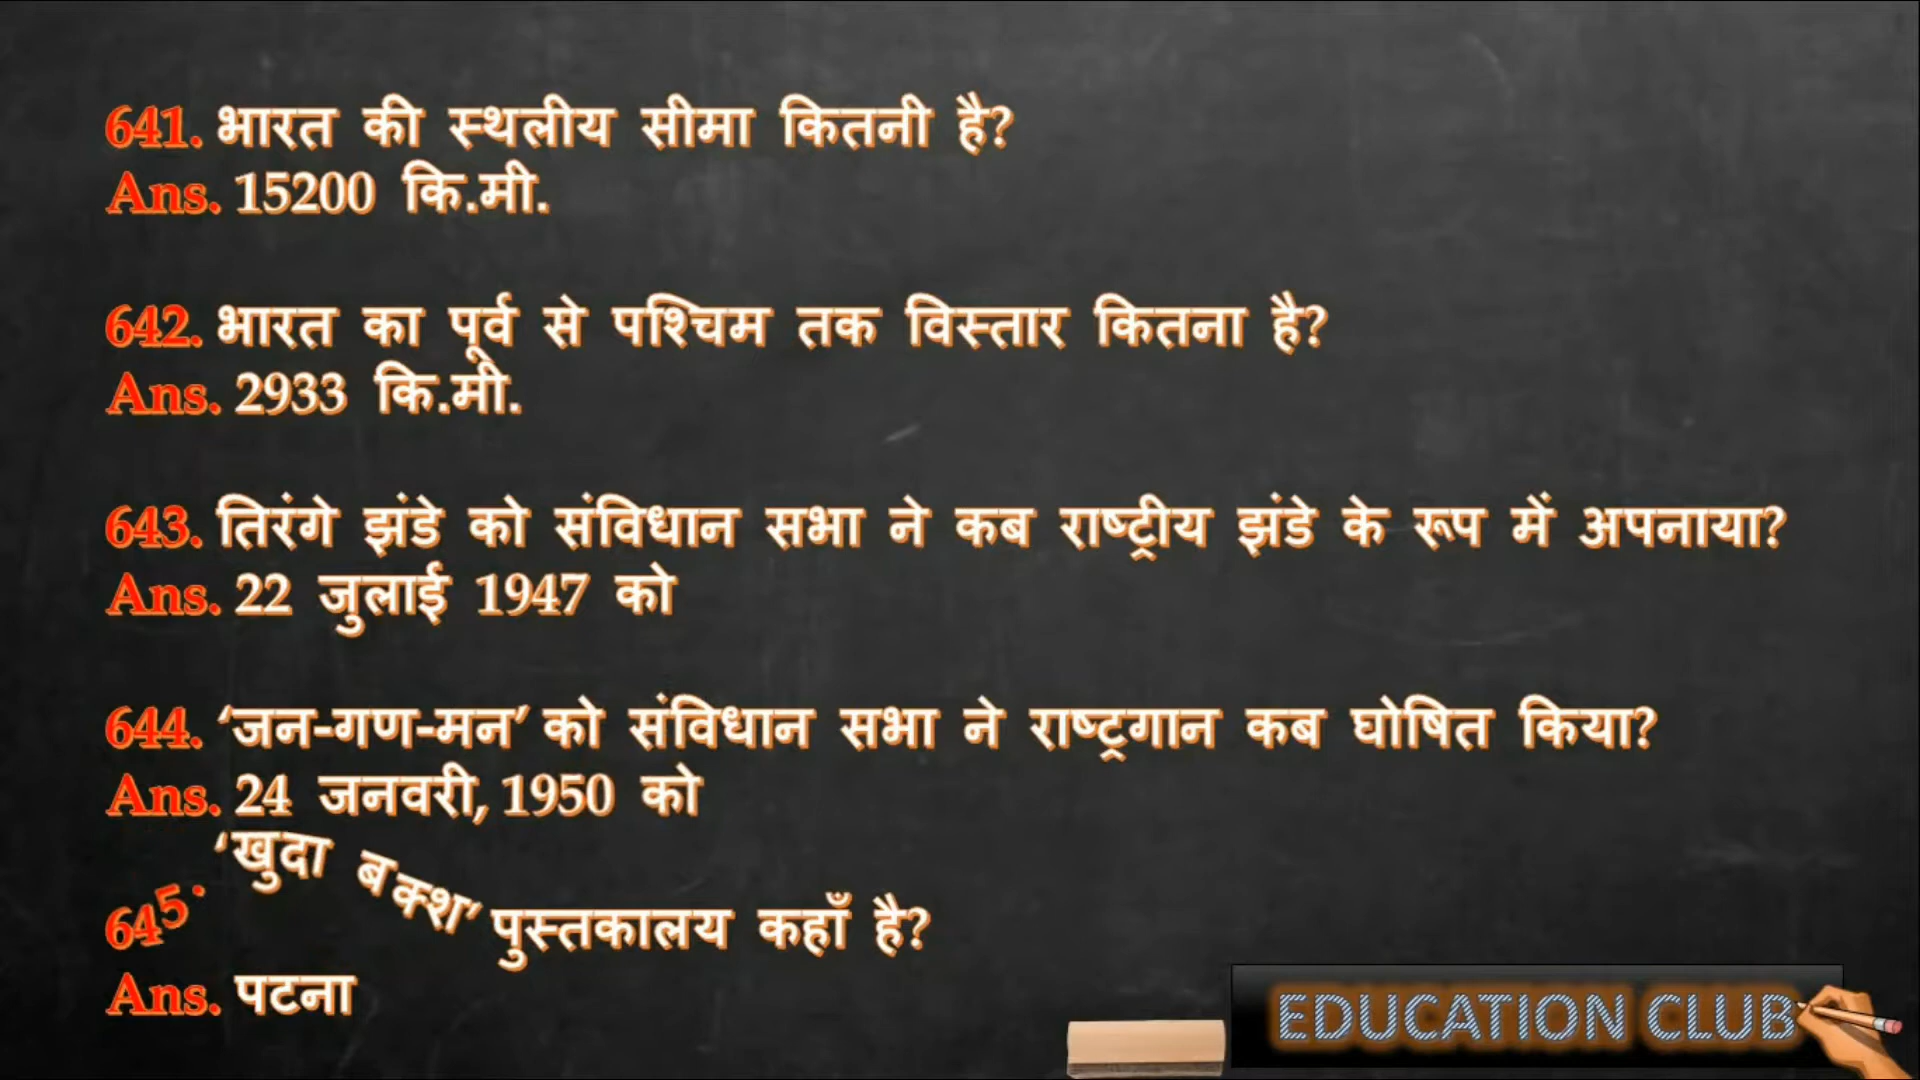 641. भारत की स्थलीय सीमा कितनी है?
Ans. 15200 कि.मी.
642. भारत का पूर्व से पश्चिम तक विस्तार कितना है?
Ans. 2933 कि.मी.
643. तिरंगे झंडे को संविधान सभा ने कब राष्ट्रीय झंडे के रूप में अपनाया?
Ans. 22 जुलाई 1947 को
644. ‘जन-गण-मन’ को संविधान सभा ने राष्ट्रगान कब घोषित किया?
Ans. 24 जनवरी, 1950 को
645. ‘खुदा बक्श’ पुस्तकालय कहाँ है?
Ans. पटना
EDUCATION CLUB